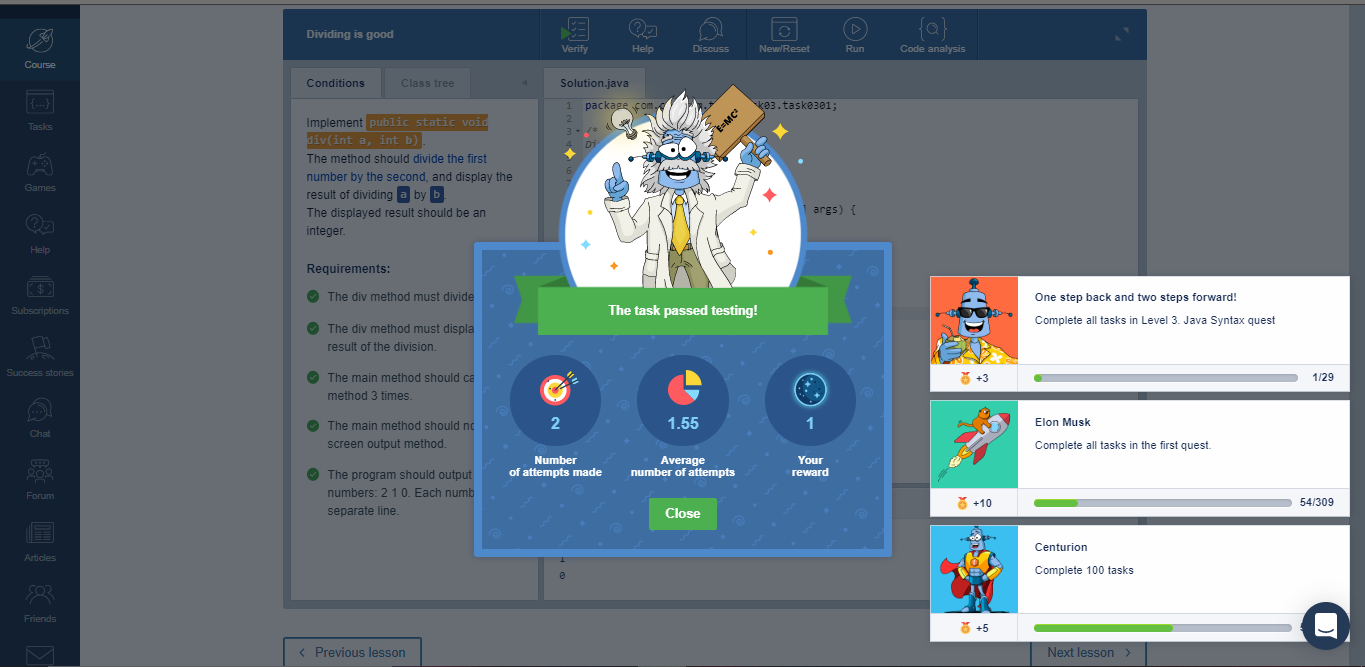 Course
Tasks
Games
Help
Subscriptions
Success stories
Chat
Forum
Articles
Friends
Dividing is good
Verify
Help
Discuss
New/Reset
Run
Code analysis
Conditions
Class tree
Implement public static void
div(int a, int b).
The method should divide the first
number by the second, and display the
result of dividing a by b.
The displayed result should be an
integer.
Requirements:
The div method must divide
The div method must displa
result of the division.
The main method should ca
method 3 times.
The main method should no
screen output method.
The program should output
numbers: 2 1 0. Each numb
separate line.
Solution.java
1 package com.
03.task0301;
2
3 /*
4
6
args) {
1
0
E=MC²
The task passed testing!
2
Number
of attempts made
1.55
Average
number of attempts
1
Your
reward
Close
One step back and two steps forward!
Complete all tasks in Level 3. Java Syntax quest
+3
1/29
Elon Musk
Complete all tasks in the first quest.
+10
54/309
Centurion
Complete 100 tasks
+5
Previous lesson
Next lesson